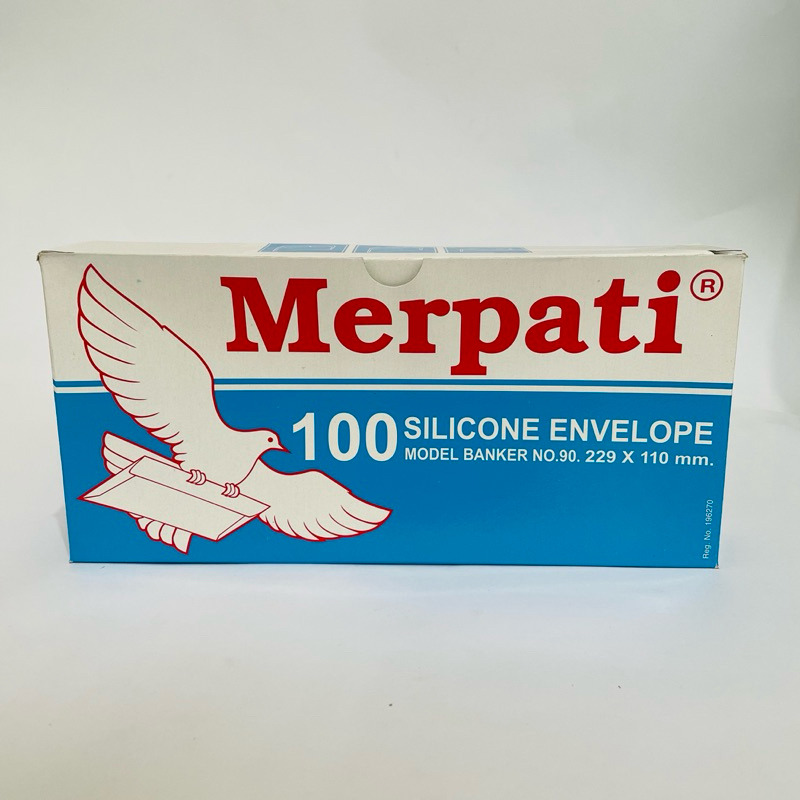 Merpati®
100 SILICONE ENVELOPE
MODEL BANKER NO.90. 229 X 110 mm.
Reg. No. 196270